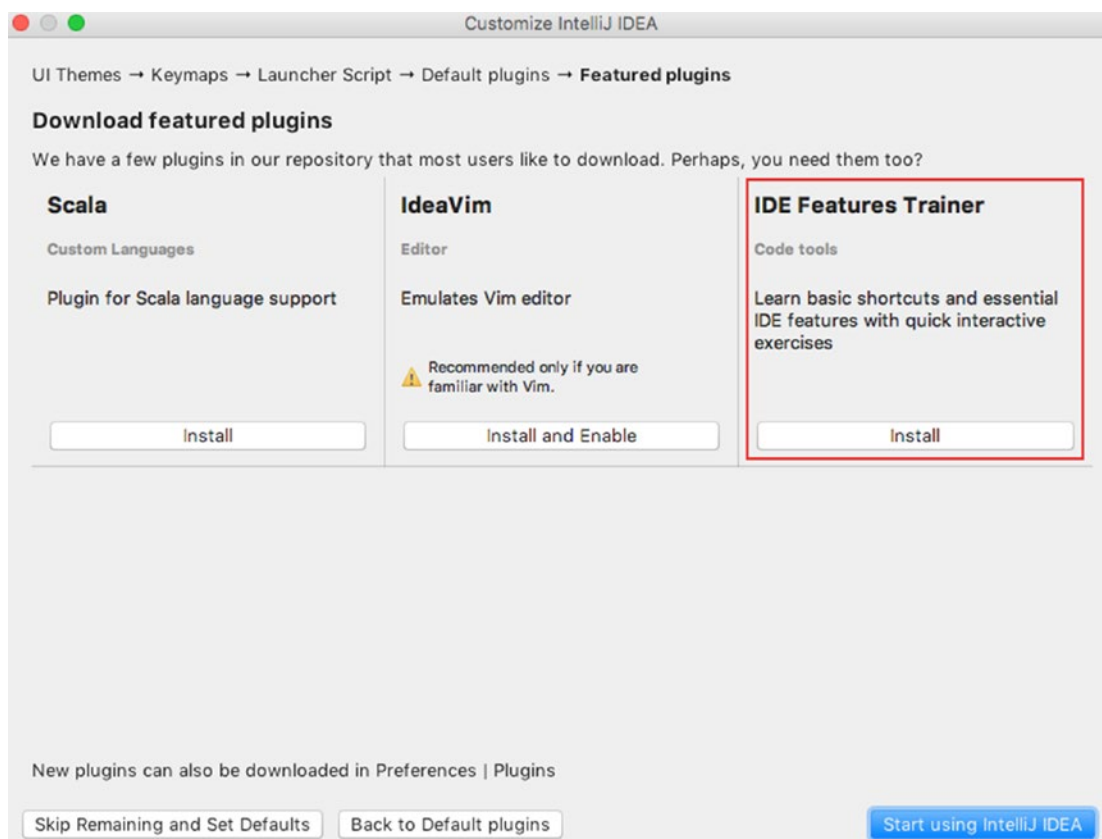 Customize IntelliJ IDEA
UI Themes → Keymaps → Launcher Script → Default plugins → Featured plugins
Download featured plugins
We have a few plugins in our repository that most users like to download. Perhaps, you need them too?
Scala
Custom Languages
Plugin for Scala language support
Install
IdeaVim
Editor
Emulates Vim editor
Recommended only if you are
familiar with Vim.
Install and Enable
IDE Features Trainer
Code tools
Learn basic shortcuts and essential
IDE features with quick interactive
exercises
Install
New plugins can also be downloaded in Preferences | Plugins
Skip Remaining and Set Defaults
Back to Default plugins
Start using IntelliJ IDEA